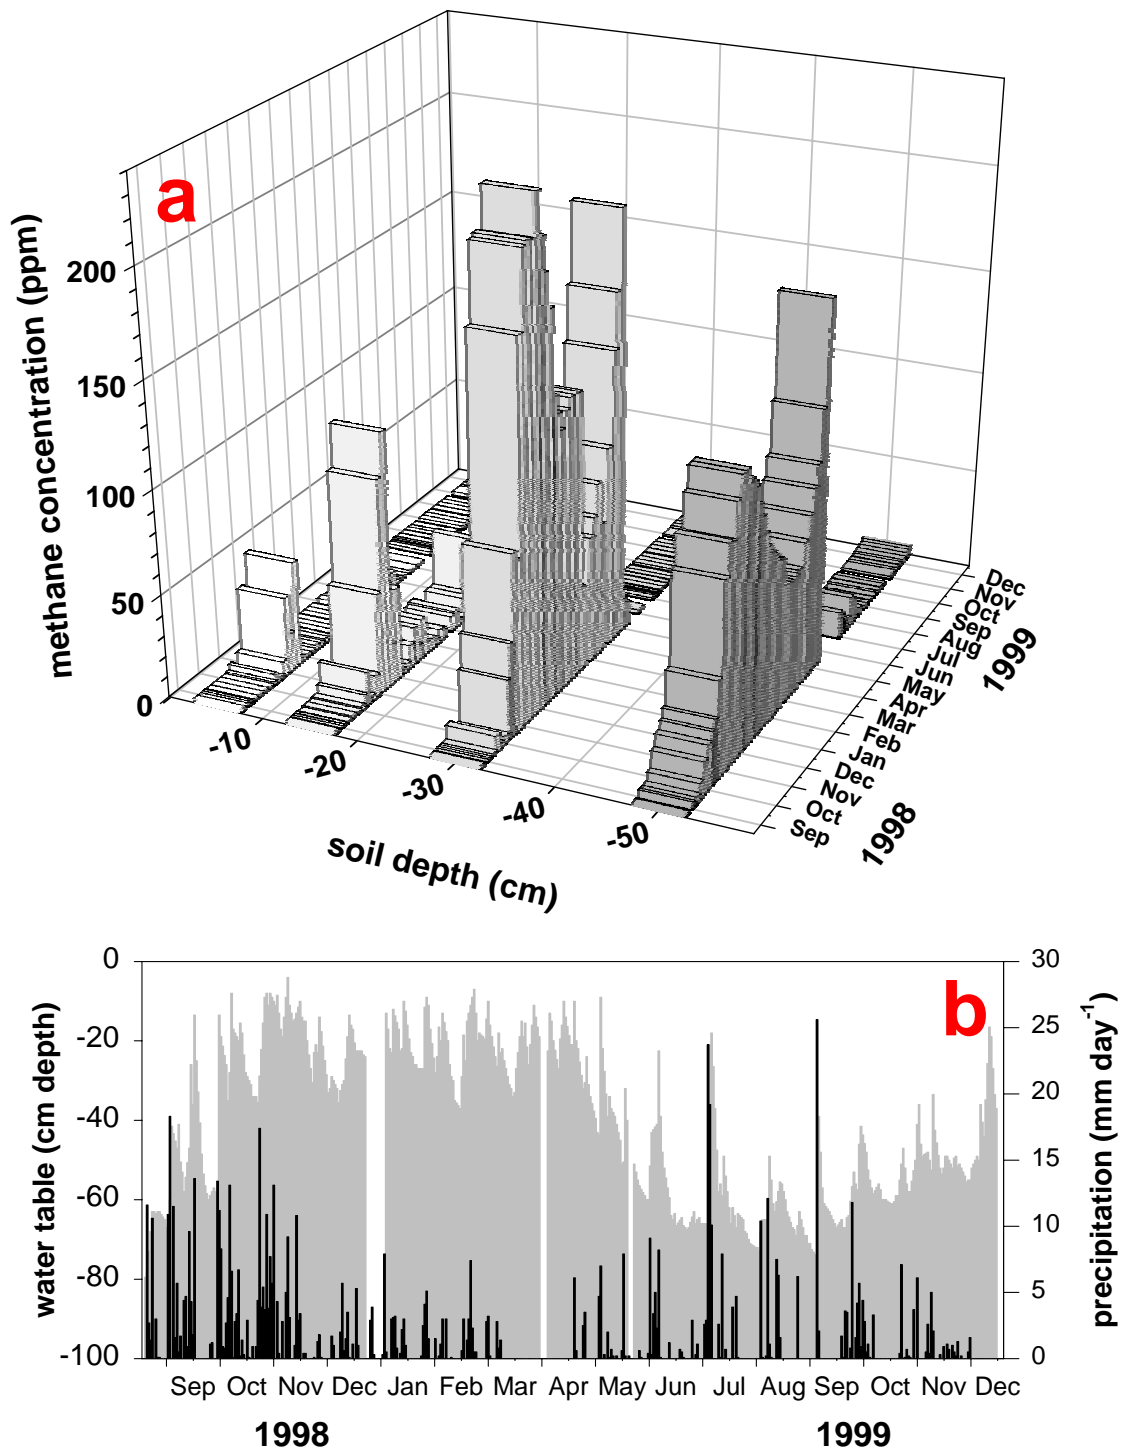 a
methane concentration (ppm)
200
150
100
50
0
-10
-20
-30
-40
-50
soil depth (cm)
Dec
Nov
Oct
Sep
Aug
Jul
Jun
May
Apr
Mar
Feb
Jan
Dec
Nov
Oct
Sep
1999
1998
b
water table (cm depth)
0
-20
-40
-60
-80
-100
30
25
20
15
10
5
0
precipitation (mm day-1)
Sep Oct Nov Dec Jan Feb Mar Apr May Jun Jul Aug Sep Oct Nov Dec
1998 1999